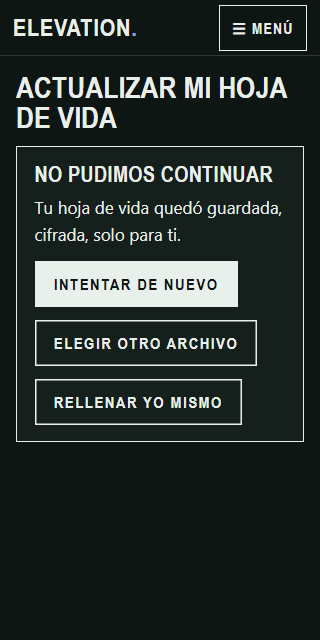 ELEVATION.
☰ MENÚ
ACTUALIZAR MI HOJA
DE VIDA
NO PUDIMOS CONTINUAR
Tu hoja de vida quedó guardada,
cifrada, solo para ti.
INTENTAR DE NUEVO
ELEGIR OTRO ARCHIVO
RELLENAR YO MISMO